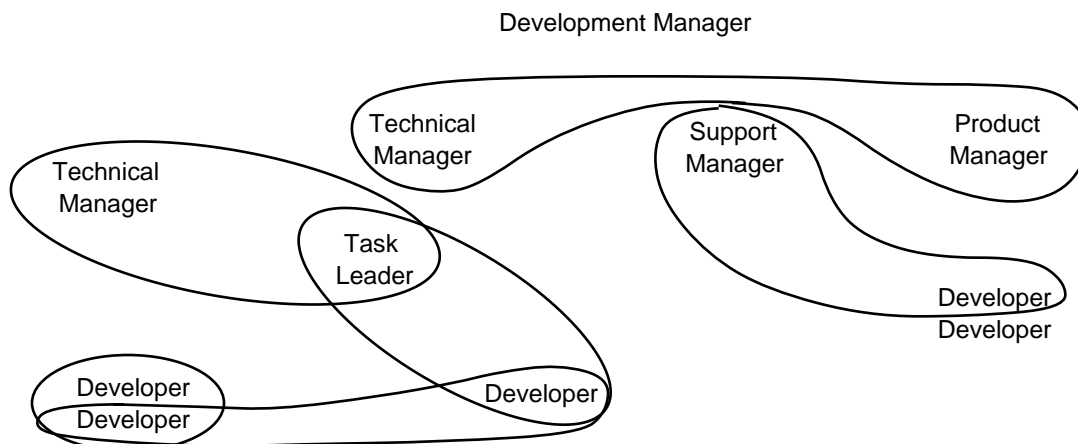 Development Manager
Technical
Manager
Support
Manager
Product
Manager
Technical
Manager
Task
Leader
Developer
Developer
Developer
Developer
Developer